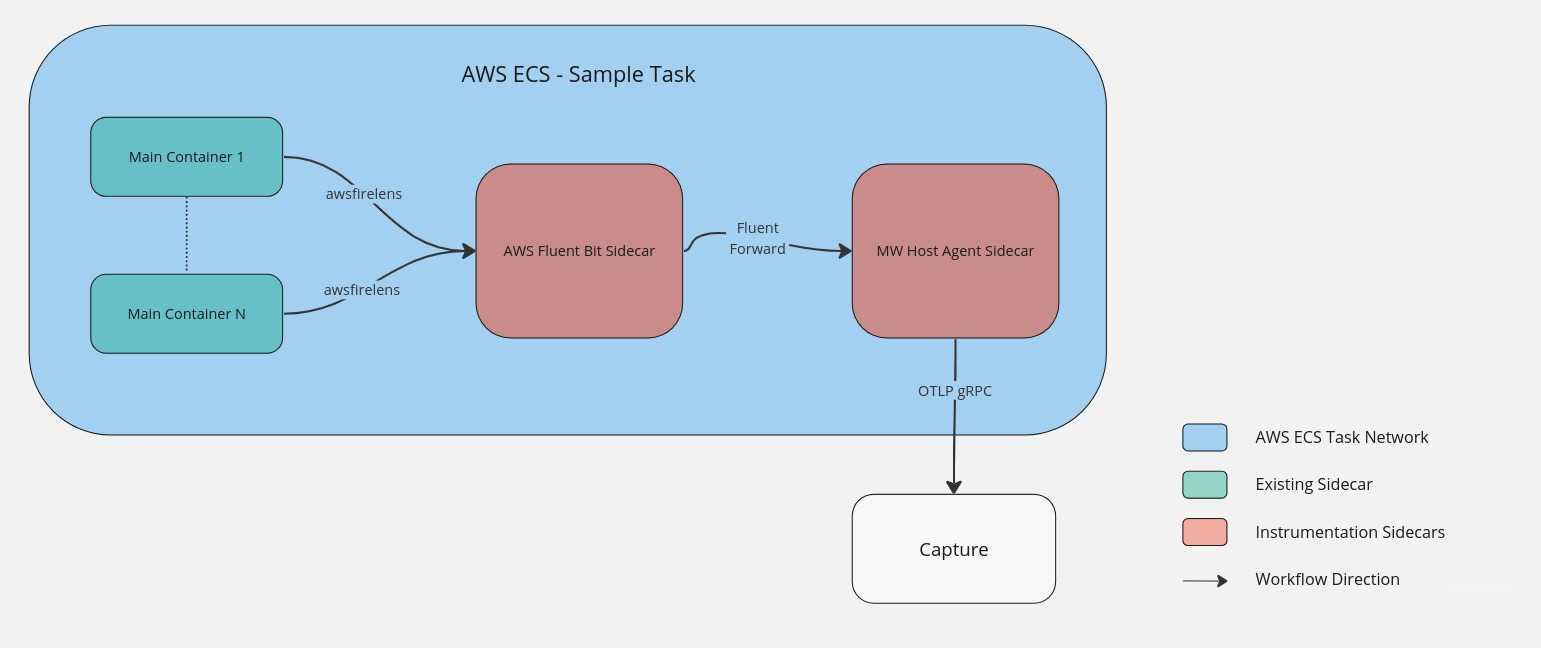 AWS ECS - Sample Task
Main Container 1
awsfirelens
AWS Fluent Bit Sidecar
Fluent
Forward
MW Host Agent Sidecar
awsfirelens
Main Container N
OTLP gRPC
Capture
AWS ECS Task Network
Existing Sidecar
Instrumentation Sidecars
Workflow Direction